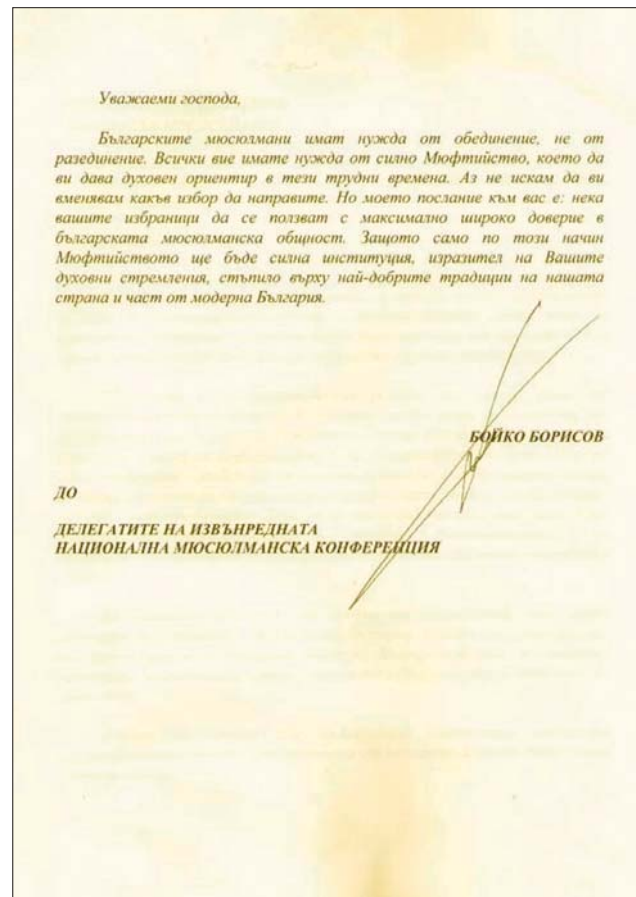 Уважаеми господа,
Българските мюсюлмани имат нужда от обединение, не от
разединение. Всички вие имате нужда от силно Мюфтийство, което да
ви дава духовен ориентир в тези трудни времена. Аз не искам да ви
вменявам какъв избор да направите. Но моето послание към вас е: нека
вашите избраници да се ползват с максимално широко доверие в
българската мюсюлманска общност. Защото само по този начин
Мюфтийството ще бъде силна институция, изразител на Вашите
духовни стремления, стъпило върху най-добрите традиции на нашата
страна и част от модерна България.
БОЙКО БОРИСОВ
ДО
ДЕЛЕГАТИТЕ НА ИЗВЪНРЕДНАТА
НАЦИОНАЛНА МЮСЮЛМАНСКА КОНФЕРЕНЦИЯ